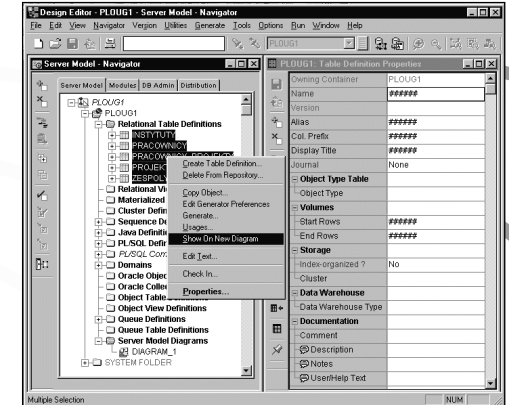 Design Editor - PLOUG1 - Server Model - Navigator
File Edit View Navigator Version Utilities Generate Tools Options Run Window Help
PLOUG1
Server Model - Navigator
Server Model Modules DB Admin Distribution
PLOUG1
PLOUG1
Relational Table Definitions
INSTYTUTY
PRACOWNICY
PRACOWNICY_PROJEKTY
PROJEKT
ZESPOLY
Relational Vi
Materialized
Cluster Defin
Sequence De
Java Definitio
PL/SQL Defin
PL/SQL Com
Domains
Oracle Object
Oracle Collec
Object Table Definitions
Object View Definitions
Queue Definitions
Queue Table Definitions
Server Model Diagrams
DIAGRAM_1
SYSTEM FOLDER
Create Table Definition...
Delete From Repository...
Copy Object...
Edit Generator Preferences
Generate...
Usages...
Show On New Diagram
Edit Text...
Check In...
Properties...
PLOUG1: Table Definition Properties
Owning Container PLOUG1
Name ######
Version
Alias ######
Col. Prefix ######
Display Title ######
Journal None
Object Type Table
Object Type
Volumes
Start Rows ######
End Rows ######
Storage
Index-organized ? No
Cluster
Data Warehouse
Data Warehouse Type
Documentation
Comment
Description
Notes
User/Help Text
Multiple Selection NUM